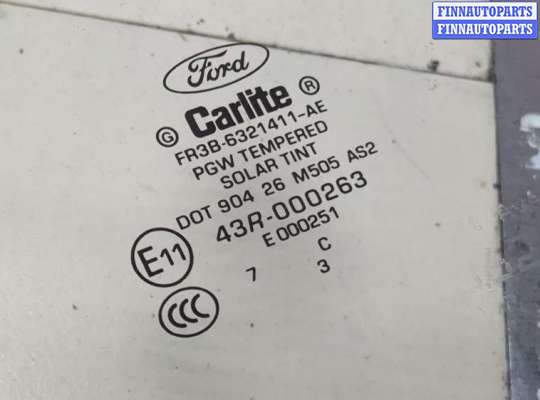 FINNAUTOPARTS
FINNAUTOPARTS
Ford
G Carlite ®
FR3B-6321411-AE
PGW TEMPERED
SOLAR TINT
DOT 904 26 M505 AS2
43R-000263
E11 E000251
7 C
3
CCC